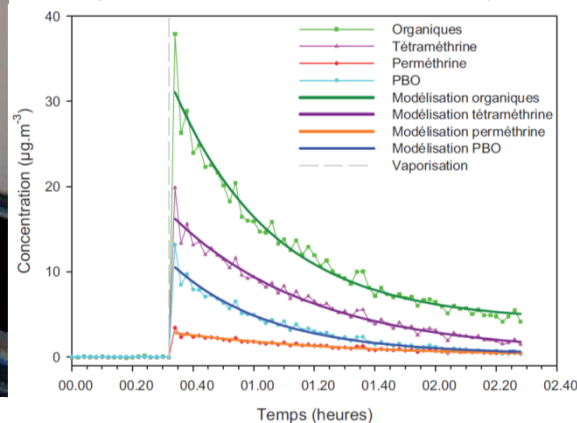 Organiques
Tétraméthrine
Perméthrine
PBO
Modélisation organiques
Modélisation tétraméthrine
Modélisation perméthrine
Modélisation PBO
Vaporisation
Concentration (µg.m-3)
40
30
20
10
0
00.00 00.20 00.40 01.00 01.20 01.40 02.00 02.20 02.40
Temps (heures)